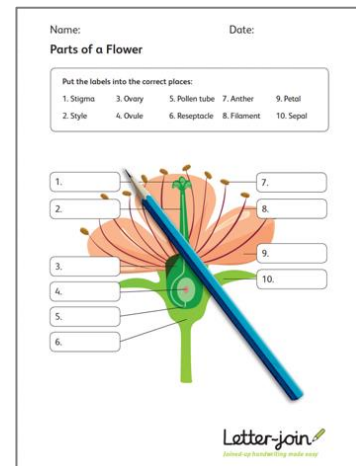 Name: Date:
Parts of a Flower
Put the labels into the correct places:
1. Stigma 3. Ovary 5. Pollen tube 7. Anther 9. Petal
2. Style 4. Ovule 6. Receptacle 8. Filament 10. Sepal
1. 7.
2. 8.
9.
3. 10.
4.
5.
6.
Letter-join
Joined-up handwriting made easy